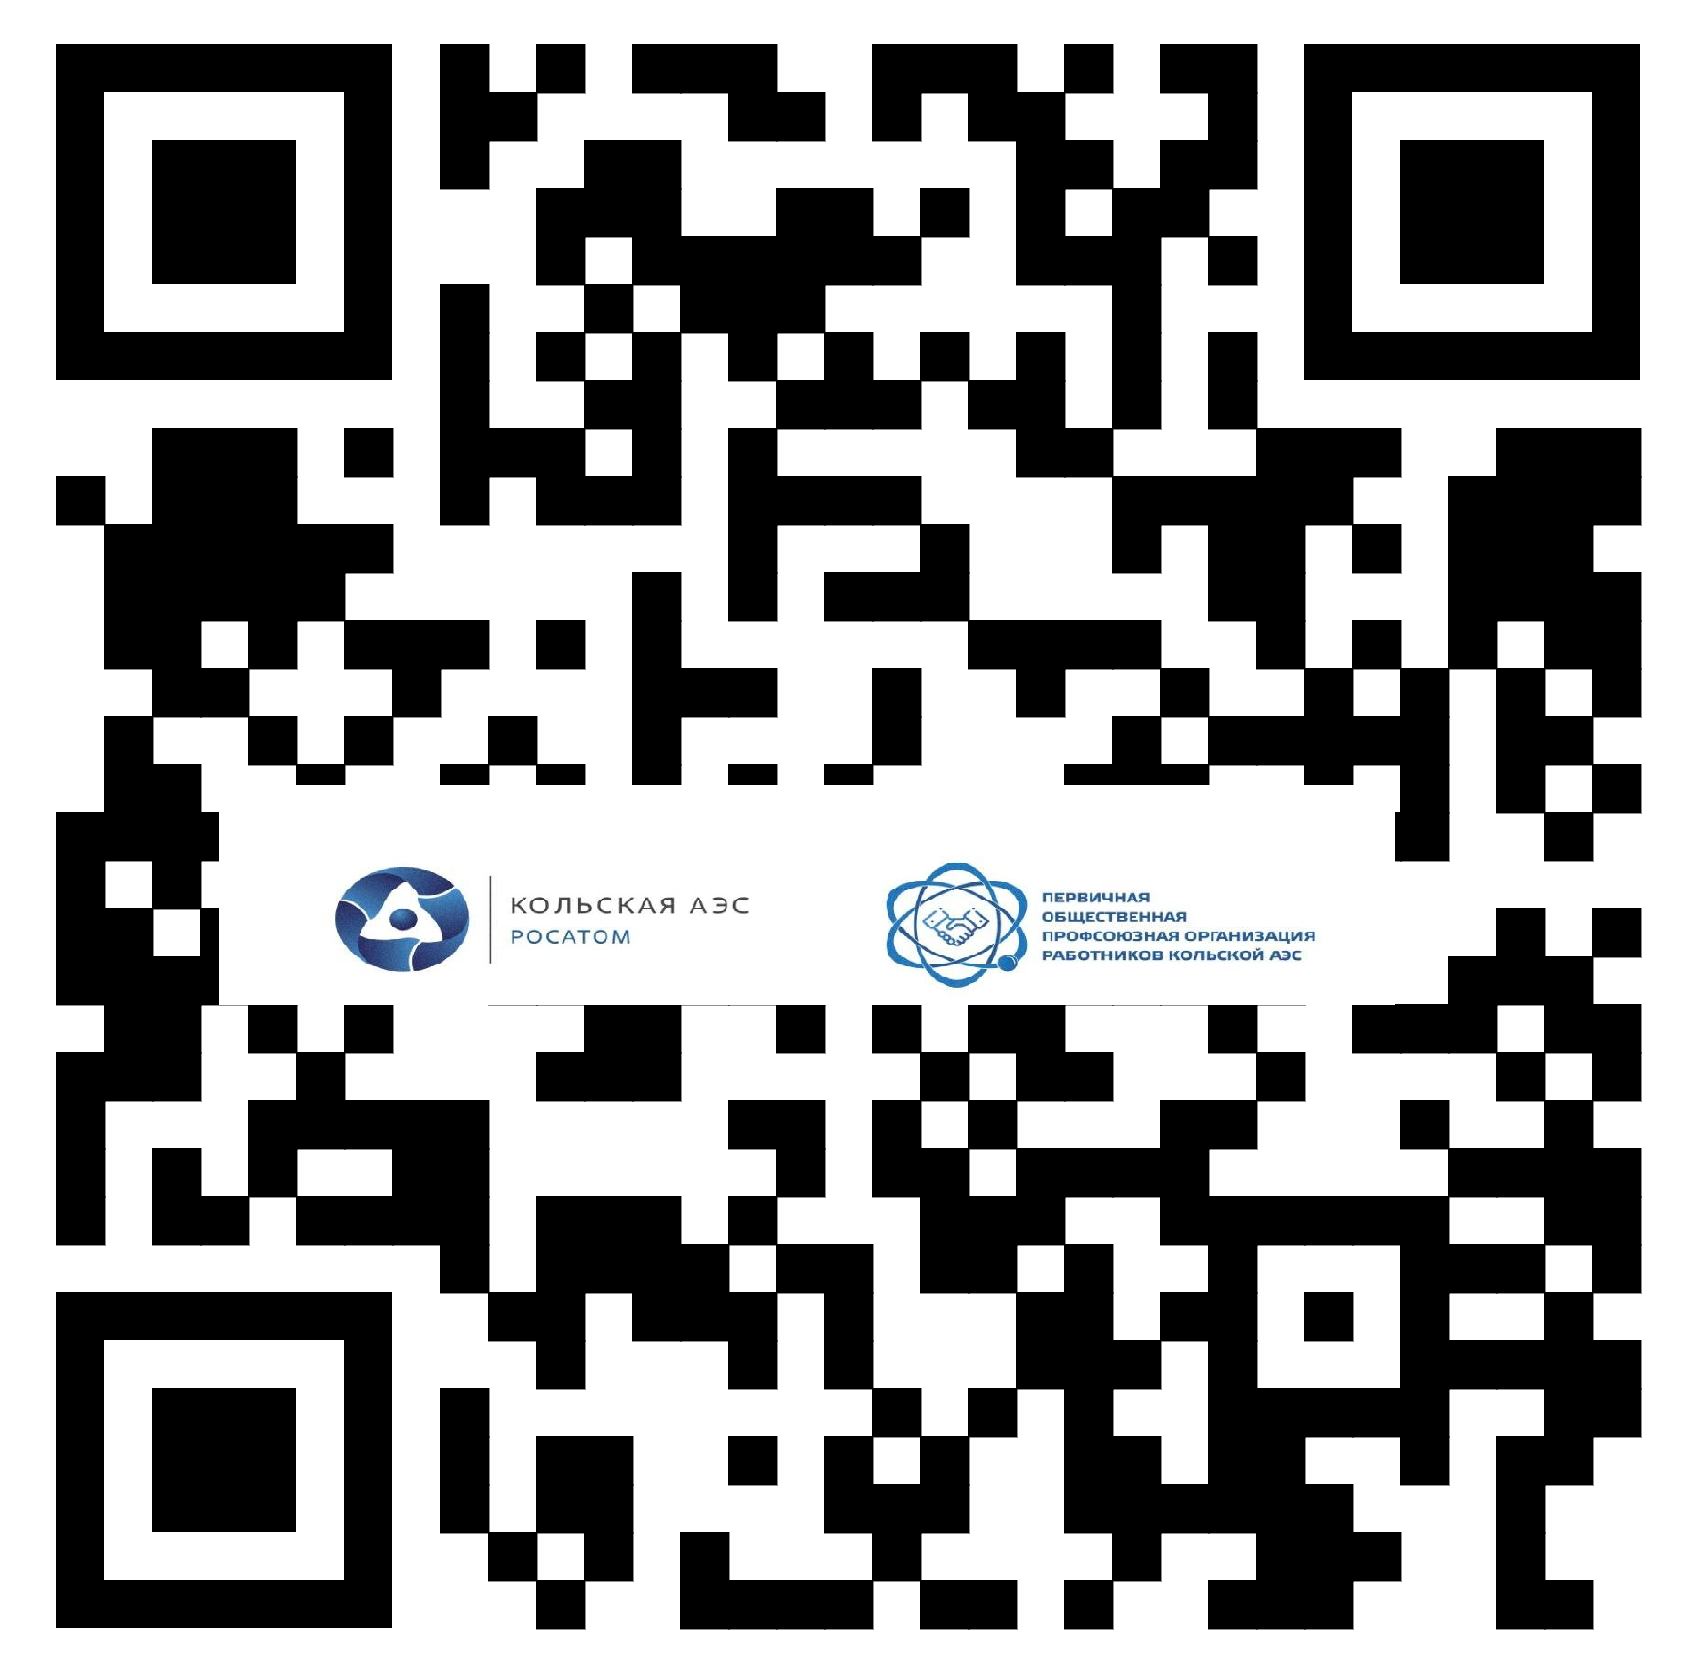 КОЛЬСКАЯ АЭС
РОСАТОМ
ПЕРВИЧНАЯ
ОБЩЕСТВЕННАЯ
ПРОФСОЮЗНАЯ ОРГАНИЗАЦИЯ
РАБОТНИКОВ КОЛЬСКОЙ АЭС